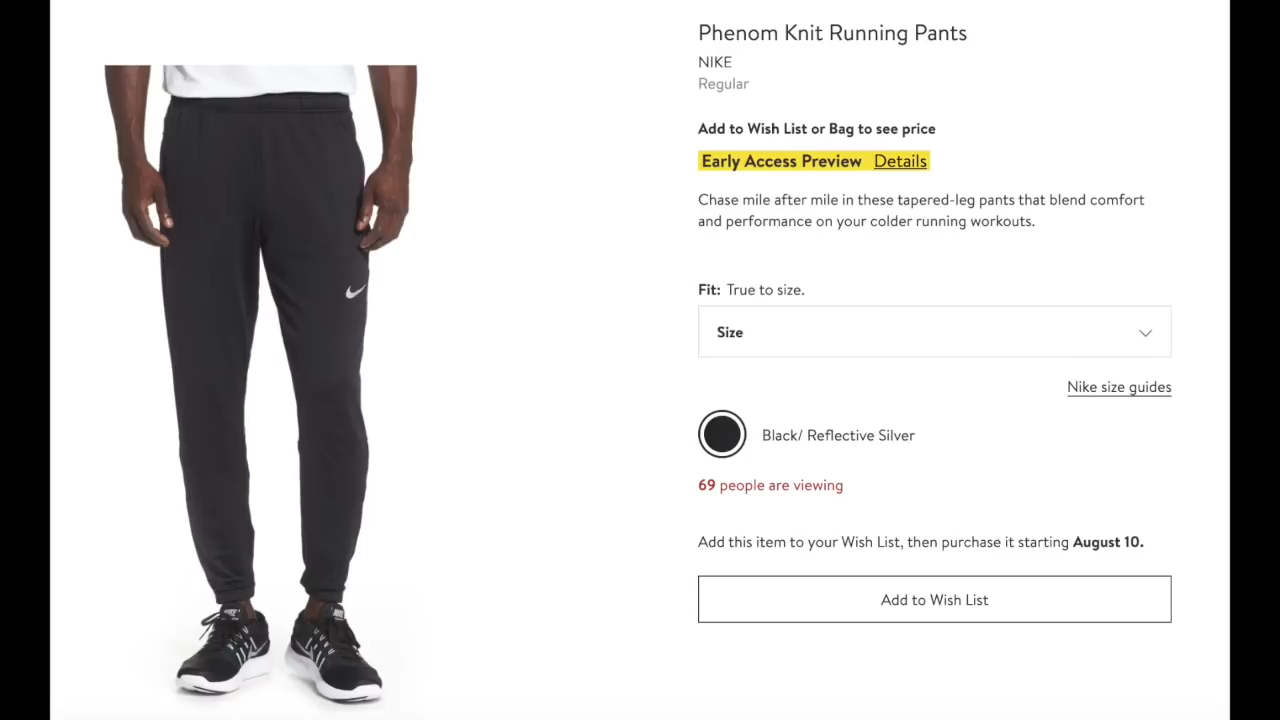 Phenom Knit Running Pants
NIKE
Regular
Add to Wish List or Bag to see price
Early Access Preview Details
Chase mile after mile in these tapered-leg pants that blend comfort
and performance on your colder running workouts.
Fit: True to size.
Size
Nike size guides
Black/ Reflective Silver
69 people are viewing
Add this item to your Wish List, then purchase it starting August 10.
Add to Wish List